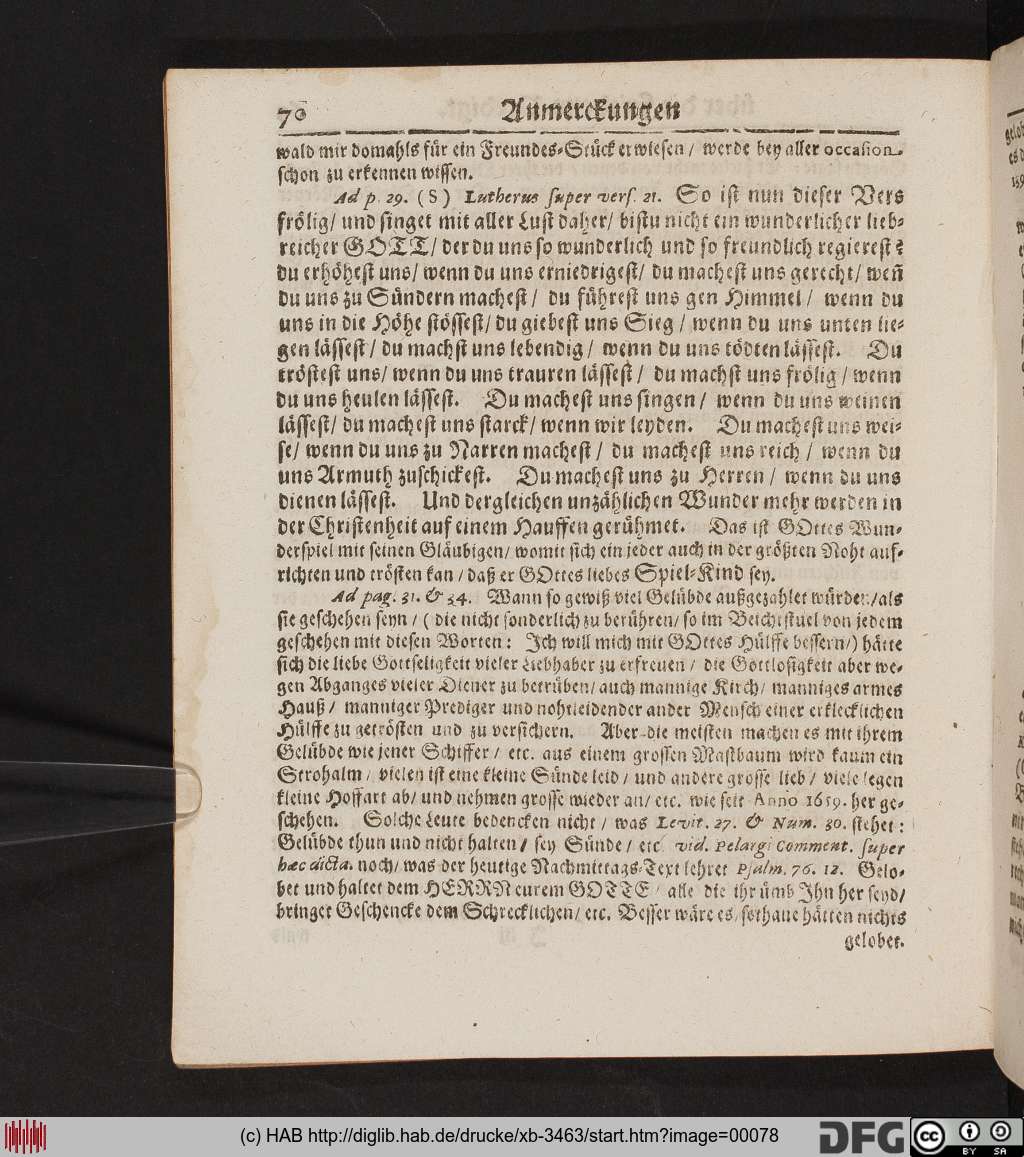 70 Anmerckungen
wald mir domahls für ein Freundes-Stück erwiesen / werde bey aller occasion
schon zu erkennen wissen.
Ad p. 29. (S) Lutherus super vers. 21. So ist nun dieser Vers
frölig/ und singet mit aller Lust daher/ bistu nicht ein wunderlicher lieb-
reicher GOTT/ der du uns so wunderlich und so freundlich regierest?
du erhöhest uns/ wenn du uns erniedrigest/ du machest uns gerecht/ weñ
du uns zu Sündern machest / du führest uns gen Himmel / wenn du
uns in die Höhe stössest/ du giebest uns Sieg / wenn du uns unten lie-
gen lässest / du machst uns lebendig / wenn du uns tödten lässest. Du
tröstest uns/ wenn du uns trauren lässest / du machst uns frölig / wenn
du uns heulen lässest. Du machest uns singen / wenn du uns weinen
lässest/ du machest uns starck/ wenn wir leyden. Du machest uns wei-
se/ wenn du uns zu Narren machest / du machest uns reich / wenn du
uns Armuth zuschickest. Du machest uns zu Herren / wenn du uns
dienen lässest. Und dergleichen unzählichen Wunder mehr werden in
der Christenheit auf einem Hauffen gerühmet. Das ist GOttes Wun-
derspiel mit seinen Gläubigen/ womit sich ein jeder auch in der größten Noht auf-
richten und trösten kan / daß er GOttes liebes Spiel-Kind sey.
Ad pag. 31. & 34. Wann so gewiß viel Gelübde außgezahlet würden/als
sie geschehen seyn / ( die nicht sonderlich zu berühren/ so im Beichtstuel von jedem
geschehen mit diesen Worten: Ich will mich mit GOttes Hülffe bessern/) hätte
sich die liebe Gottseligkeit vieler Liebhaber zu erfreuen / die Gottlosigkeit aber we-
gen Abganges vieler Diener zu betrüben/ auch mannige Kirch/ manniges armes
Hauß / manniger Prediger und nohtleidender ander Mensch einer erklecklichen
Hülffe zu getrösten und zu versichern. Aber die meisten machen es mit ihrem
Gelübde wie jener Schiffer / etc. aus einem grossen Mastbaum wird kaum ein
Strohalm / vielen ist eine kleine Sünde leid / und andere grosse lieb / viele legen
kleine Hoffart ab/ und nehmen grosse wieder an/ etc. wie seit Anno 1659. her ge-
schehen. Solche Leute bedencken nicht / was Levit. 27. & Num. 30. stehet:
Gelübde thun und nicht halten / sey Sünde / etc vid. Pelargi Comment. super
hæc dicta. noch/ was der heutige Nachmittags-Text lehret Psalm. 76. 12. Gelo-
bet und haltet dem HERRN eurem GOTTE / alle die ihr ümb Ihn her seyd/
bringet Geschencke dem Schrecklichen/ etc. Besser wäre es/ sothane hätten nichts
gelobet.
(c) HAB http://diglib.hab.de/drucke/xb-3463/start.htm?image=00078
DFG
cc BY SA